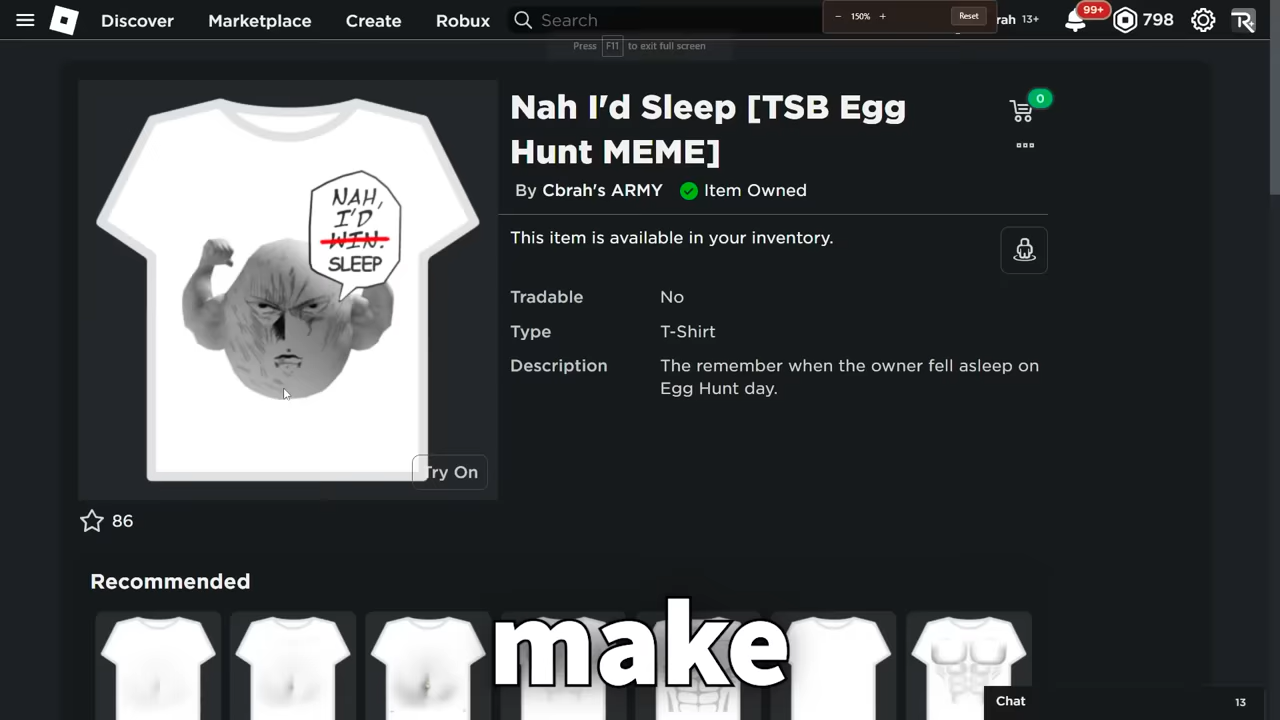 Discover
Marketplace
Create
Robux
Search
150%
Reset
rah 13+
99+
798
Press F11 to exit full screen
NAH,
I'D
WIN.
SLEEP
Try On
86
Nah I'd Sleep [TSB Egg
Hunt MEME]
0
By Cbrah's ARMY
Item Owned
This item is available in your inventory.
Tradable No
Type T-Shirt
Description The remember when the owner fell asleep on
Egg Hunt day.
Recommended
make
Chat 13